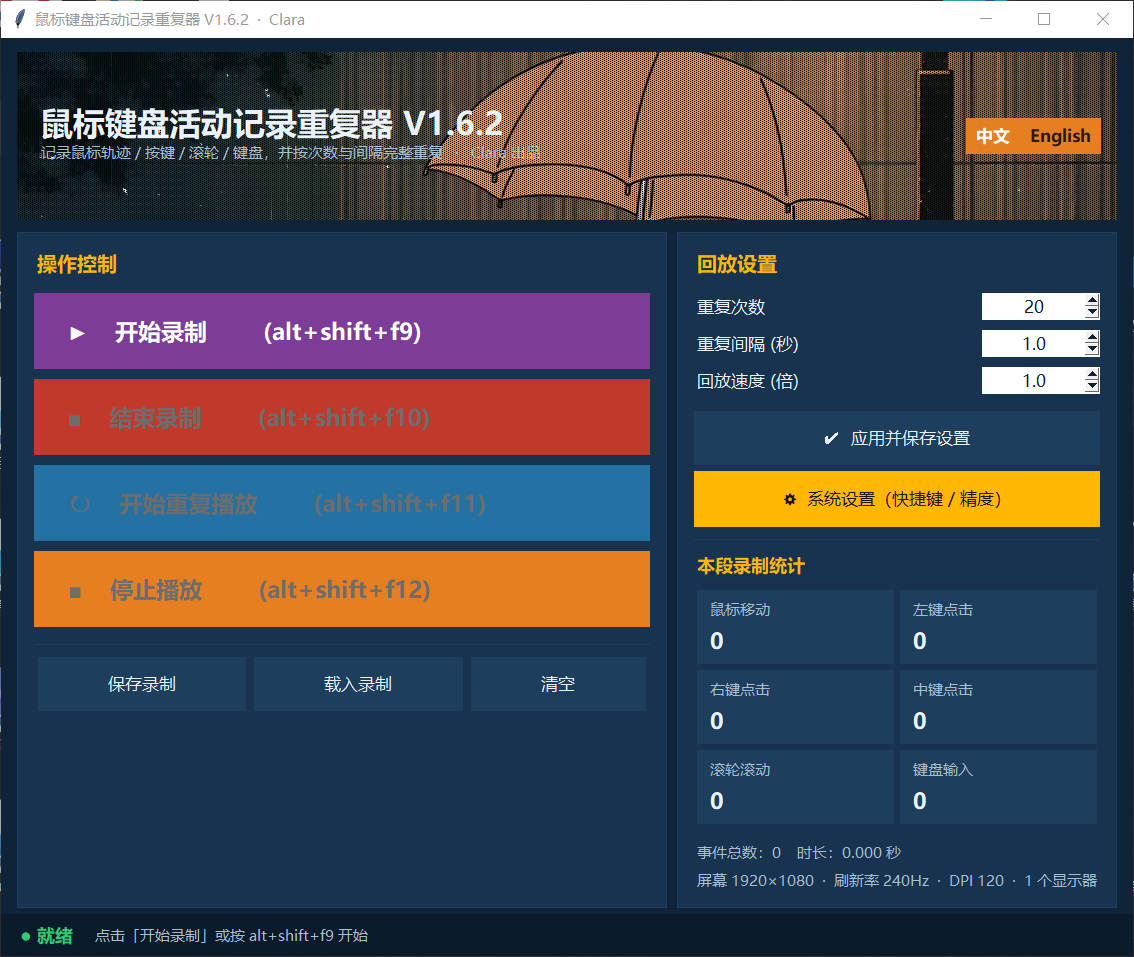 鼠标键盘活动记录重复器 V1.6.2 · Clara
鼠标键盘活动记录重复器 V1.6.2
记录鼠标轨迹 / 按键 / 滚轮 / 键盘，并按次数与间隔完整重复 · Clara 出品
中文 English
操作控制
▶ 开始录制 (alt+shift+f9)
■ 结束录制 (alt+shift+f10)
↻ 开始重复播放 (alt+shift+f11)
■ 停止播放 (alt+shift+f12)
保存录制 载入录制 清空
回放设置
重复次数 20
重复间隔 (秒) 1.0
回放速度 (倍) 1.0
✔ 应用并保存设置
⚙ 系统设置（快捷键 / 精度）
本段录制统计
鼠标移动 左键点击
0 0
右键点击 中键点击
0 0
滚轮滚动 键盘输入
0 0
事件总数：0 时长：0.000 秒
屏幕 1920×1080 · 刷新率 240Hz · DPI 120 · 1 个显示器
● 就绪 点击「开始录制」或按 alt+shift+f9 开始